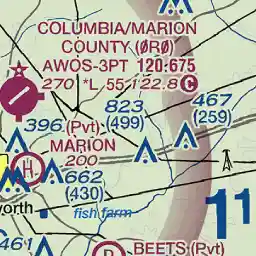 COLUMBIA/MARION
COUNTY (ØRØ)
AWOS-3PT 120.675
270 *L 55 122.8 C
823
(499)
467
(259)
396 (Pvt)
MARION
200
H
662
(430)
11
orth
fish farm
461
R
BEETS (Pvt)